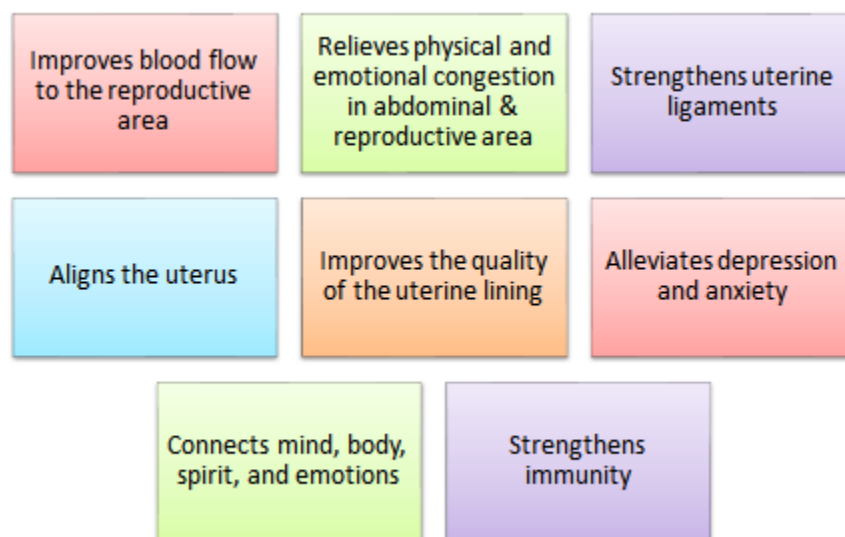 Improves blood flow
to the reproductive
area
Relieves physical and
emotional congestion
in abdominal &
reproductive area
Strengthens uterine
ligaments
Aligns the uterus
Improves the quality
of the uterine lining
Alleviates depression
and anxiety
Connects mind, body,
spirit, and emotions
Strengthens
immunity